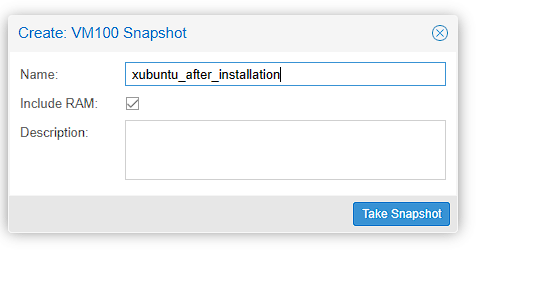 Create: VM100 Snapshot
Name: xubuntu_after_installation
Include RAM:
Description:
Take Snapshot